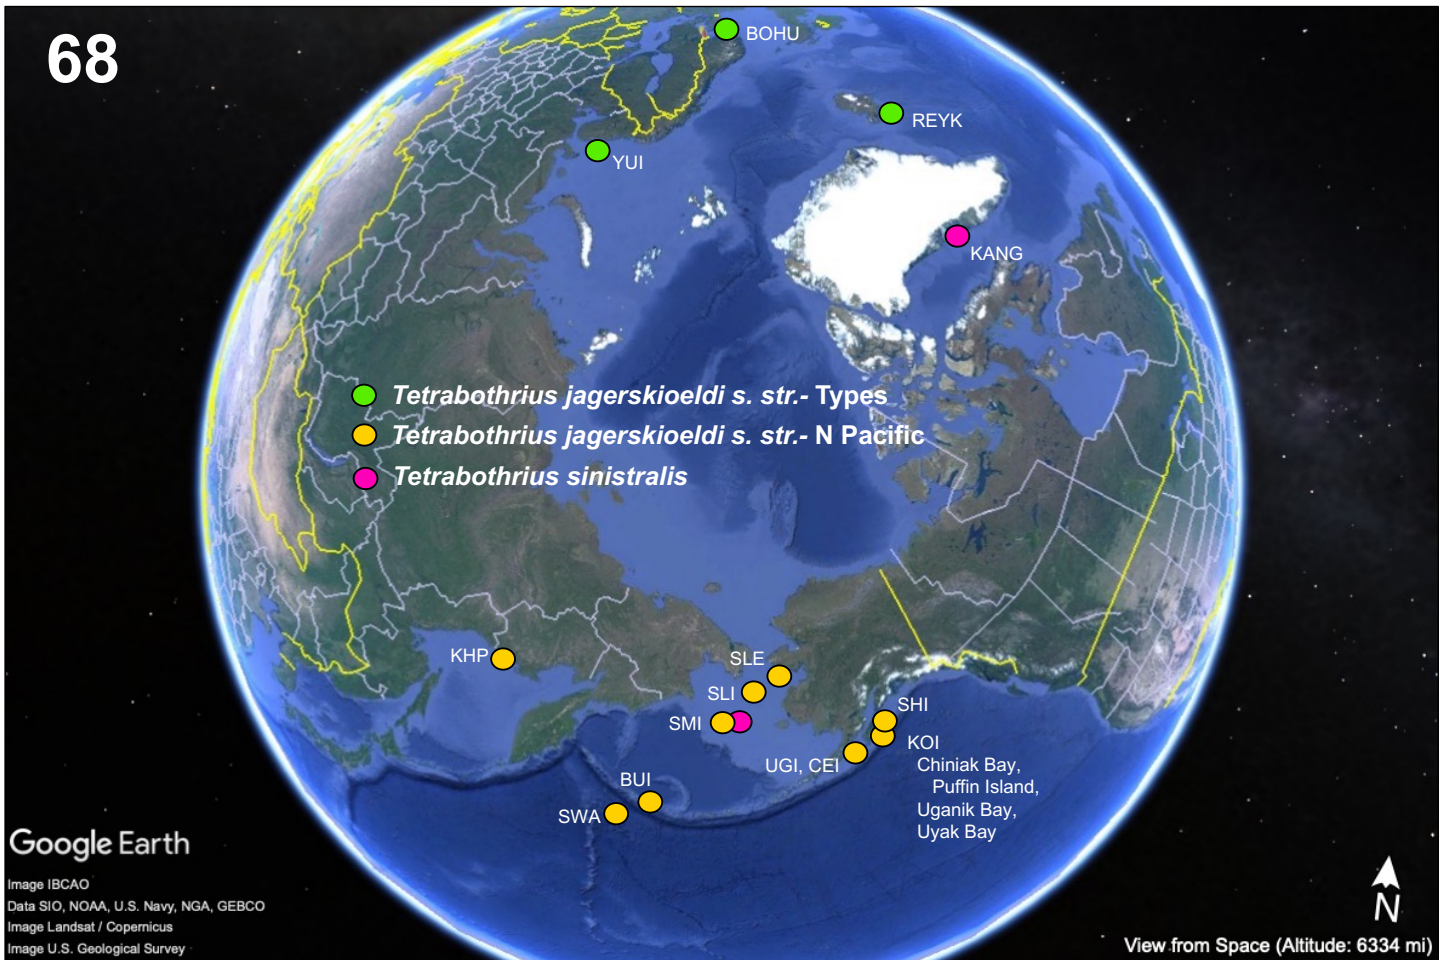 68
BOHU
REYK
YUI
KANG
Tetrabothrius jagerskioeldi s. str.- Types
Tetrabothrius jagerskioeldi s. str.- N Pacific
Tetrabothrius sinistralis
KHP
SLE
SLI
SMI
SHI
KOI
Chiniak Bay,
Puffin Island,
Uganik Bay,
Uyak Bay
UGI, CEI
BUI
SWA
Google Earth
Image IBCAO
Data SIO, NOAA, U.S. Navy, NGA, GEBCO
Image Landsat / Copernicus
Image U.S. Geological Survey
N
View from Space (Altitude: 6334 mi)